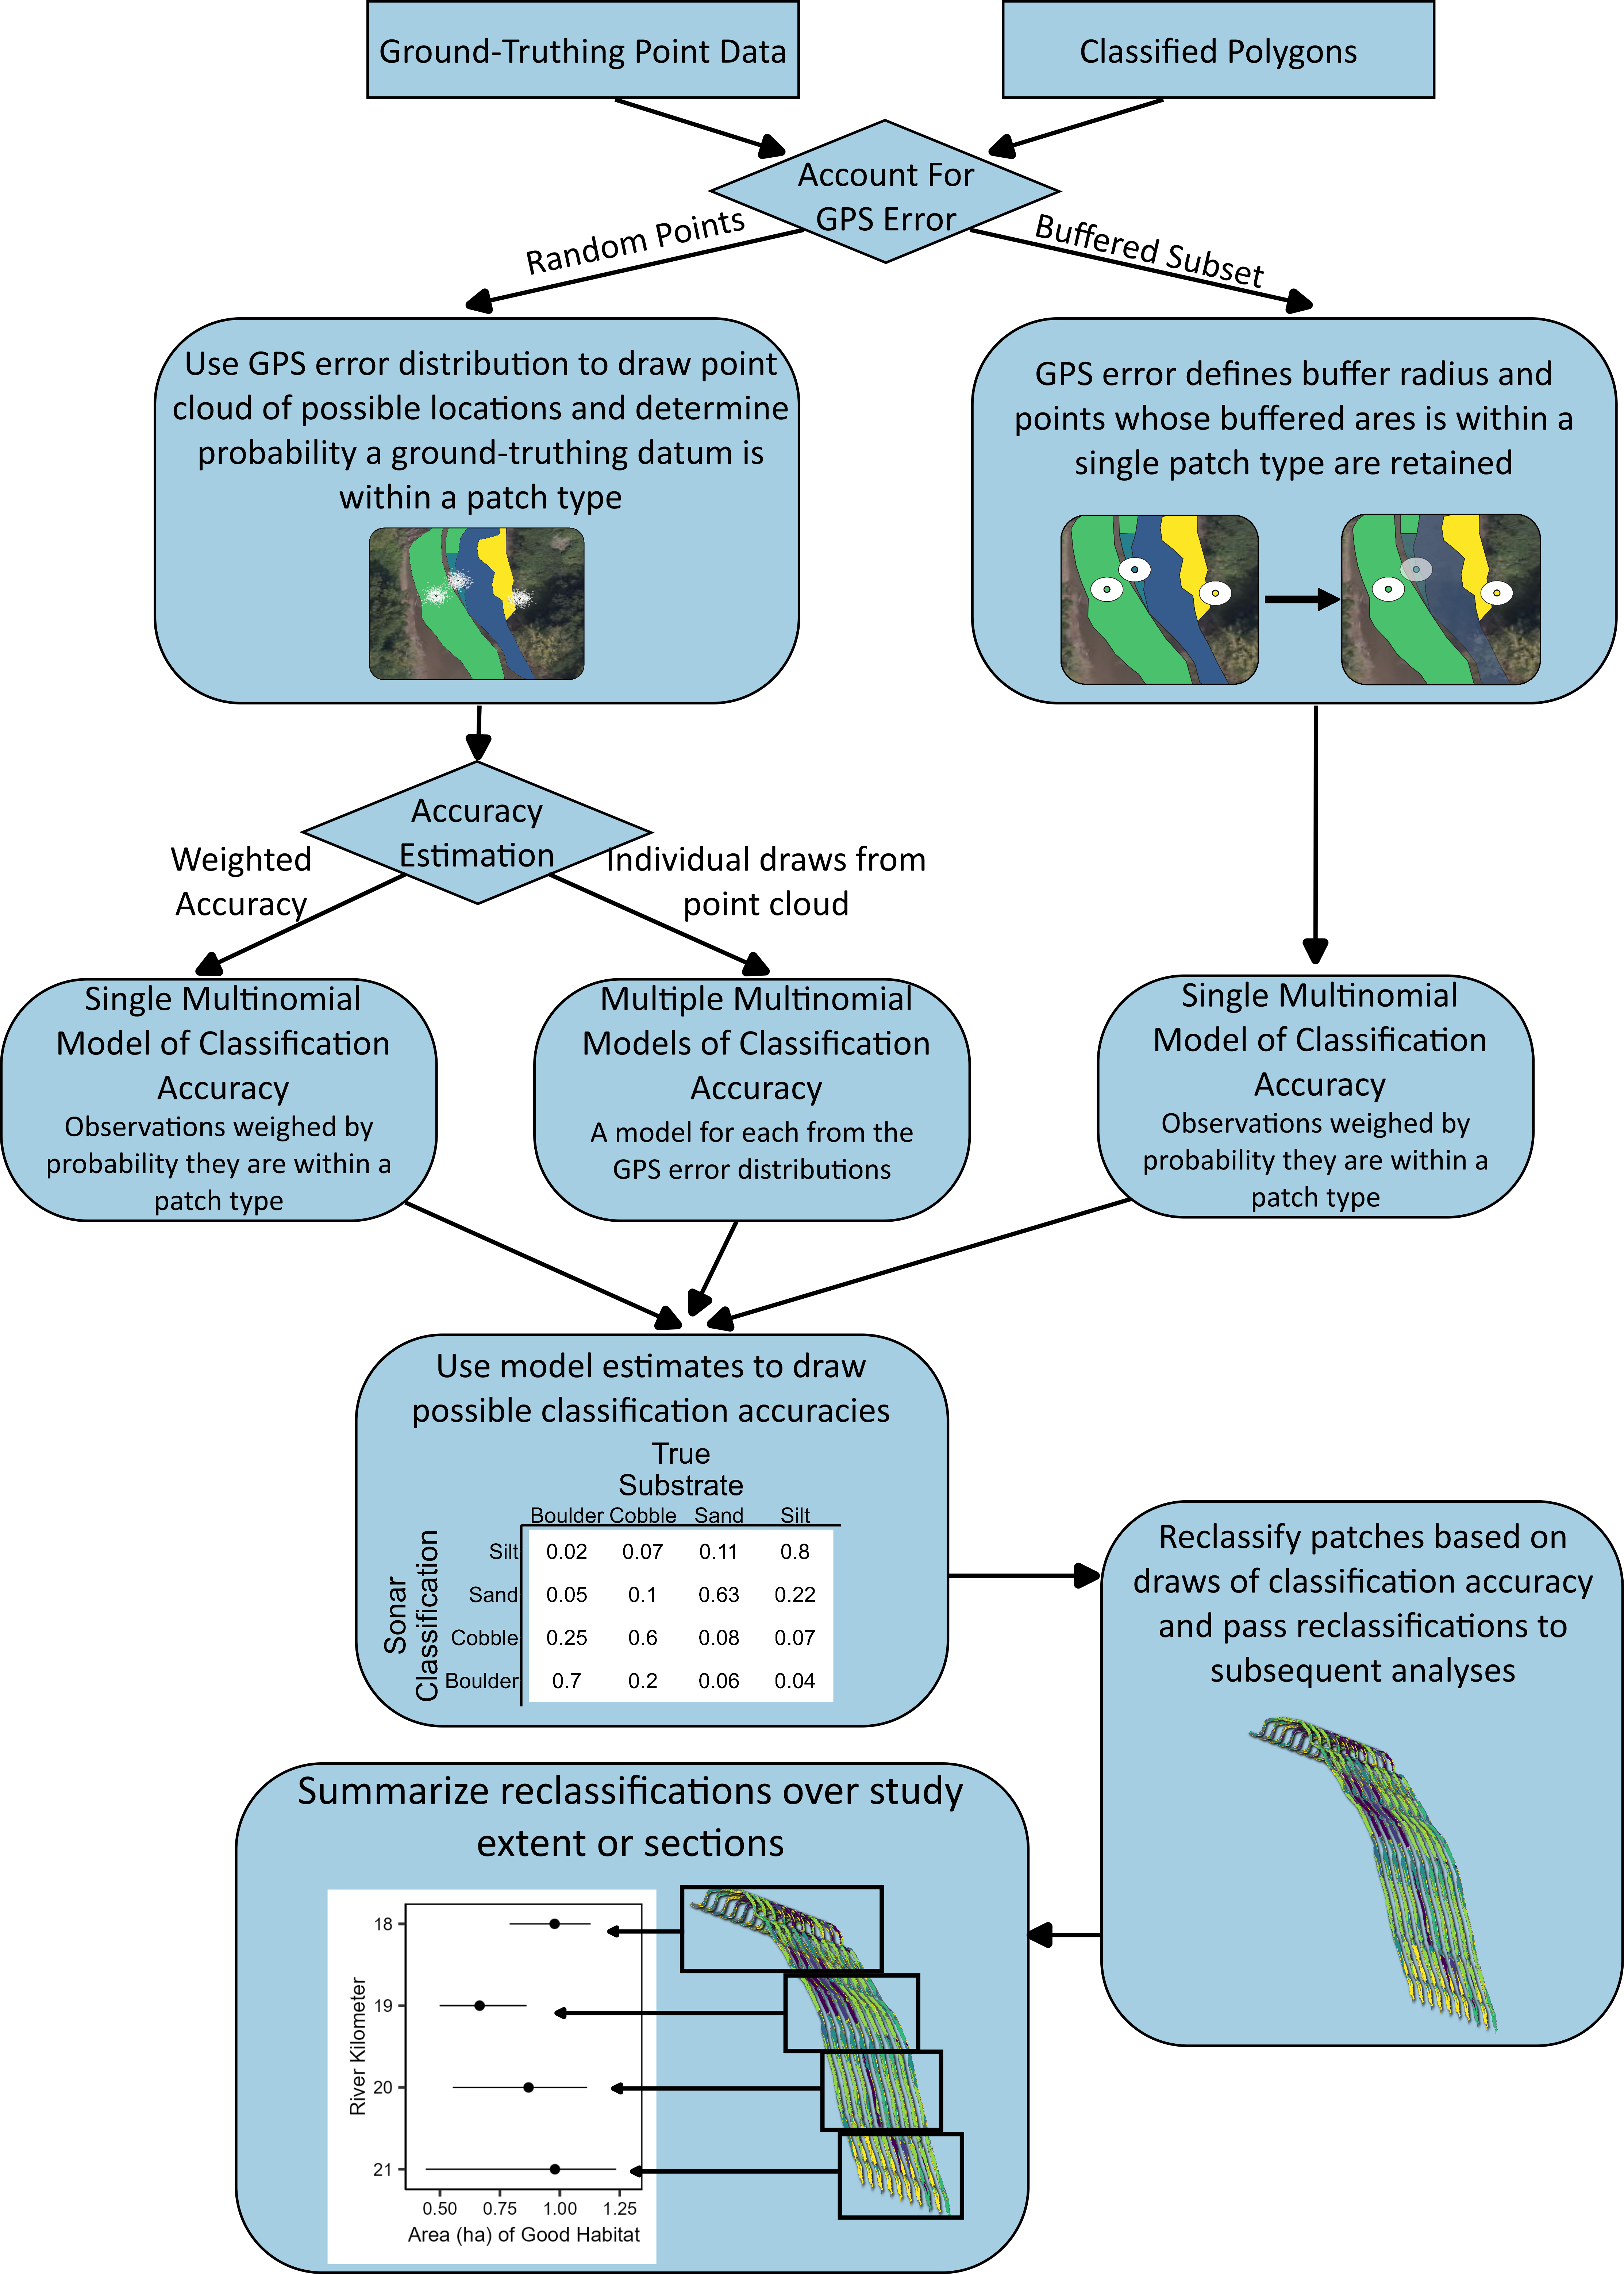 Ground-Truthing Point Data
Classified Polygons
Account For
GPS Error
Random Points
Buffered Subset
Use GPS error distribution to draw point
cloud of possible locations and determine
probability a ground-truthing datum is
within a patch type
GPS error defines buffer radius and
points whose buffered ares is within a
single patch type are retained
Accuracy
Estimation
Weighted
Accuracy
Individual draws from
point cloud
Single Multinomial
Model of Classification
Accuracy
Observations weighed by
probability they are within a
patch type
Multiple Multinomial
Models of Classification
Accuracy
A model for each from the
GPS error distributions
Single Multinomial
Model of Classification
Accuracy
Observations weighed by
probability they are within a
patch type
Use model estimates to draw
possible classification accuracies
True
Substrate
Boulder Cobble Sand Silt
Sonar
Classification
Silt 0.02 0.07 0.11 0.8
Sand 0.05 0.1 0.63 0.22
Cobble 0.25 0.6 0.08 0.07
Boulder 0.7 0.2 0.06 0.04
Reclassify patches based on
draws of classification accuracy
and pass reclassifications to
subsequent analyses
Summarize reclassifications over study
extent or sections
River Kilometer
18
19
20
21
0.50 0.75 1.00 1.25
Area (ha) of Good Habitat